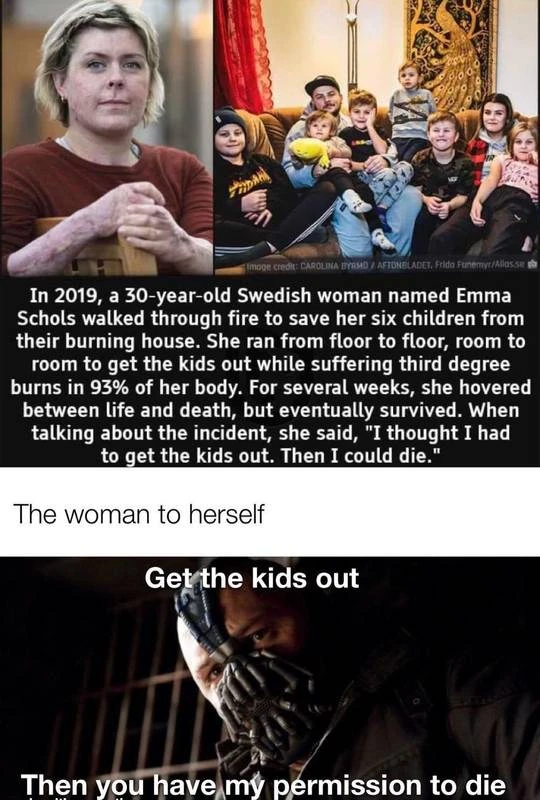 Image credit: CAROLINA BYRMO / AFTONBLADET, Frida Funemyr/Allas.se
In 2019, a 30-year-old Swedish woman named Emma
Schols walked through fire to save her six children from
their burning house. She ran from floor to floor, room to
room to get the kids out while suffering third degree
burns in 93% of her body. For several weeks, she hovered
between life and death, but eventually survived. When
talking about the incident, she said, "I thought I had
to get the kids out. Then I could die."
The woman to herself
Get the kids out
Then you have my permission to die